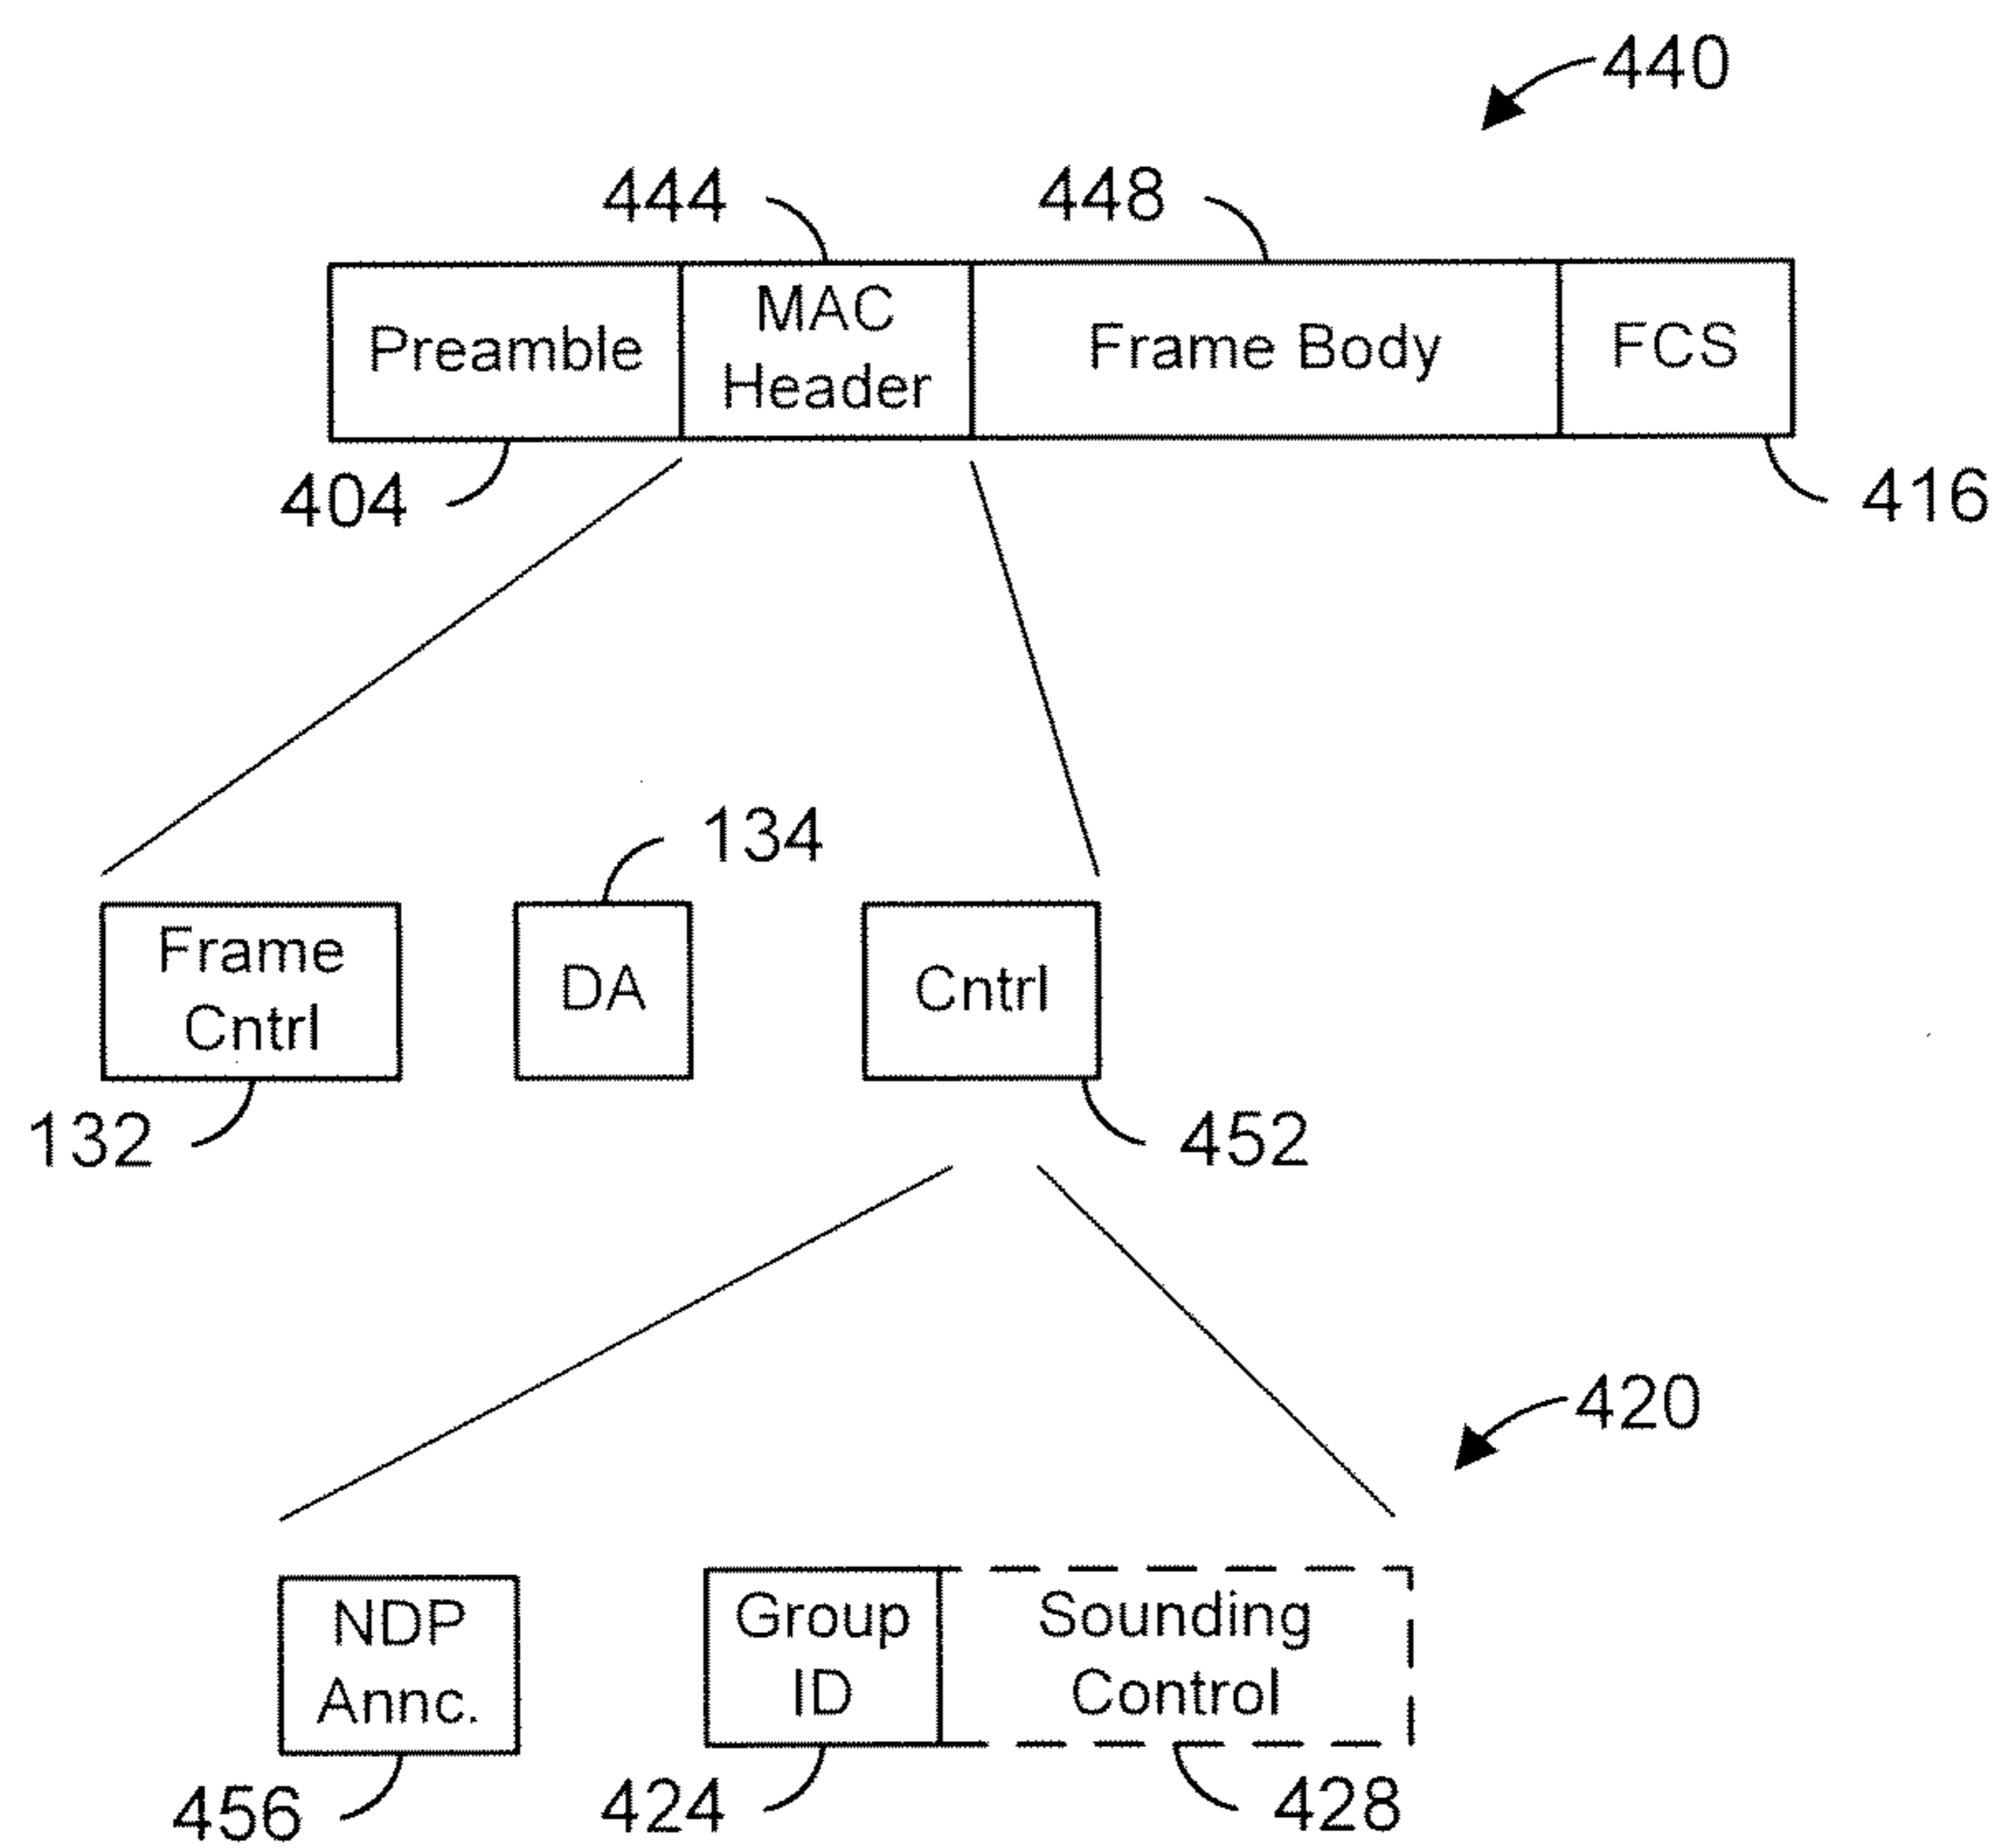 440
444
448
Preamble
MAC
Header
Frame Body
FCS
404
416
134
Frame
Cntrl
DA
Cntrl
132
452
420
NDP
Annc.
Group
ID
Sounding
Control
456
424
428